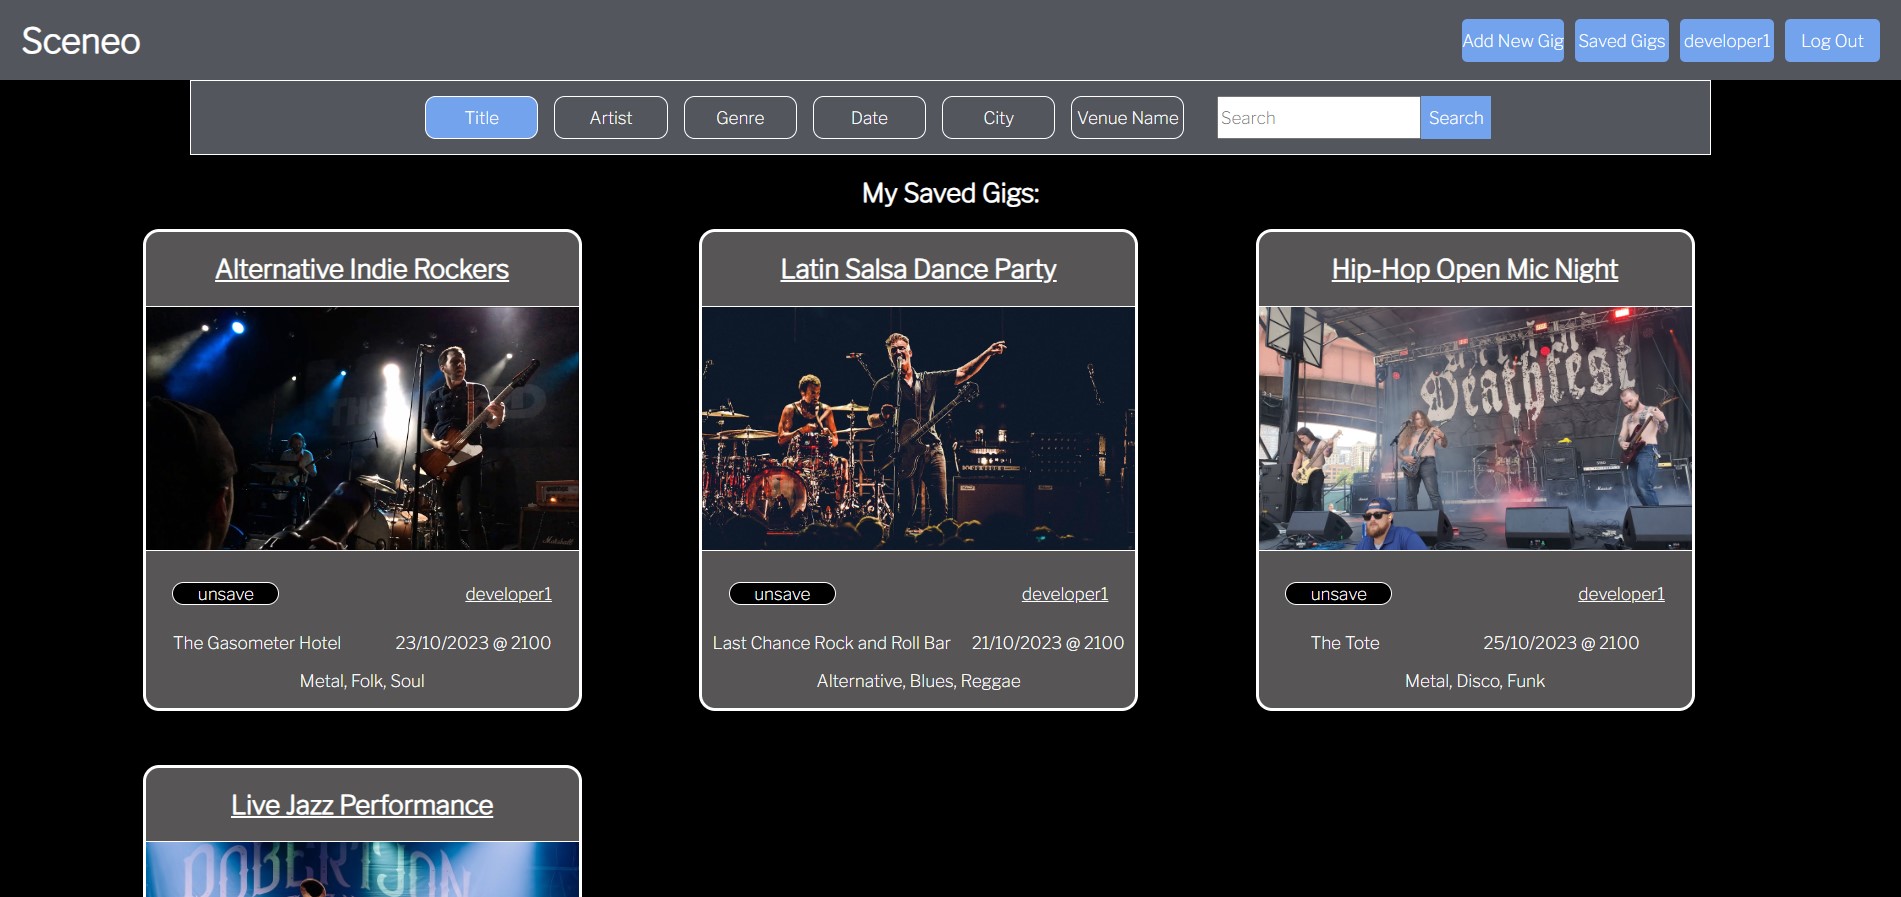 Sceneo
Add New Gig Saved Gigs developer1 Log Out
Title Artist Genre Date City Venue Name Search Search
My Saved Gigs:
Alternative Indie Rockers
unsave developer1
The Gasometer Hotel 23/10/2023 @ 2100
Metal, Folk, Soul
Latin Salsa Dance Party
unsave developer1
Last Chance Rock and Roll Bar 21/10/2023 @ 2100
Alternative, Blues, Reggae
Hip-Hop Open Mic Night
Deathfest
unsave developer1
The Tote 25/10/2023 @ 2100
Metal, Disco, Funk
Live Jazz Performance